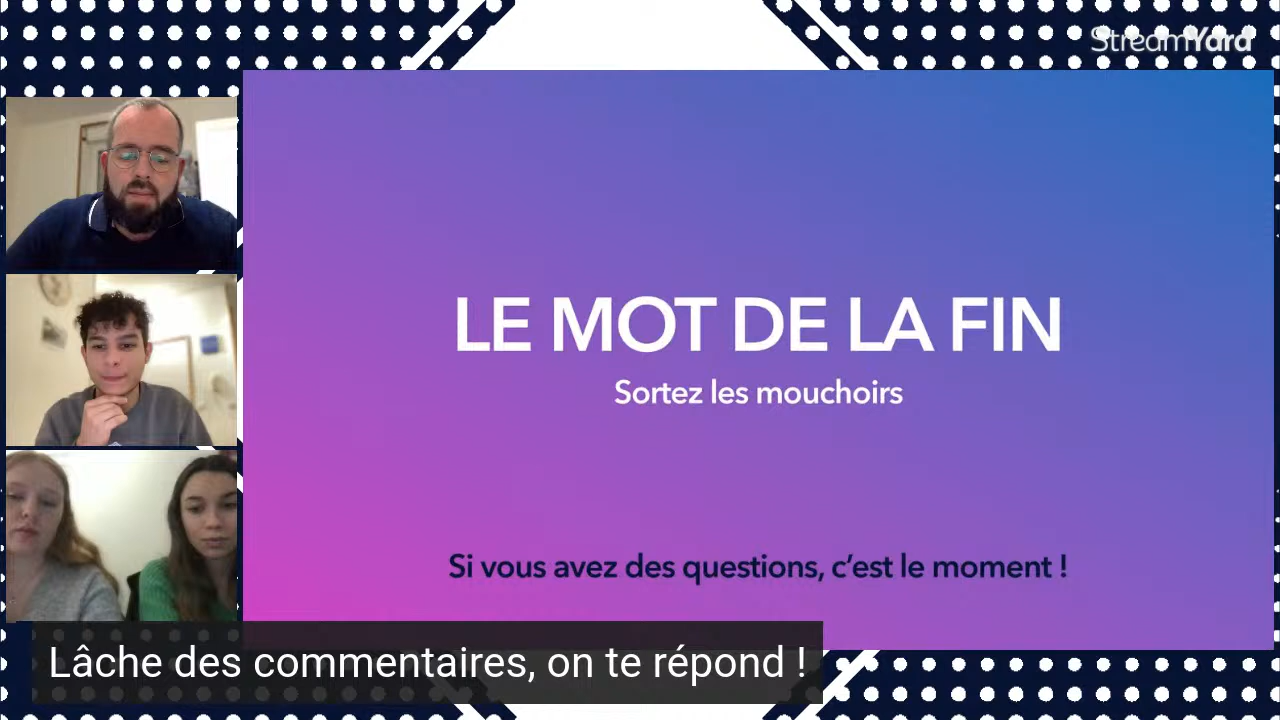 StreamYard
LE MOT DE LA FIN
Sortez les mouchoirs
Si vous avez des questions, c’est le moment !
Lâche des commentaires, on te répond !